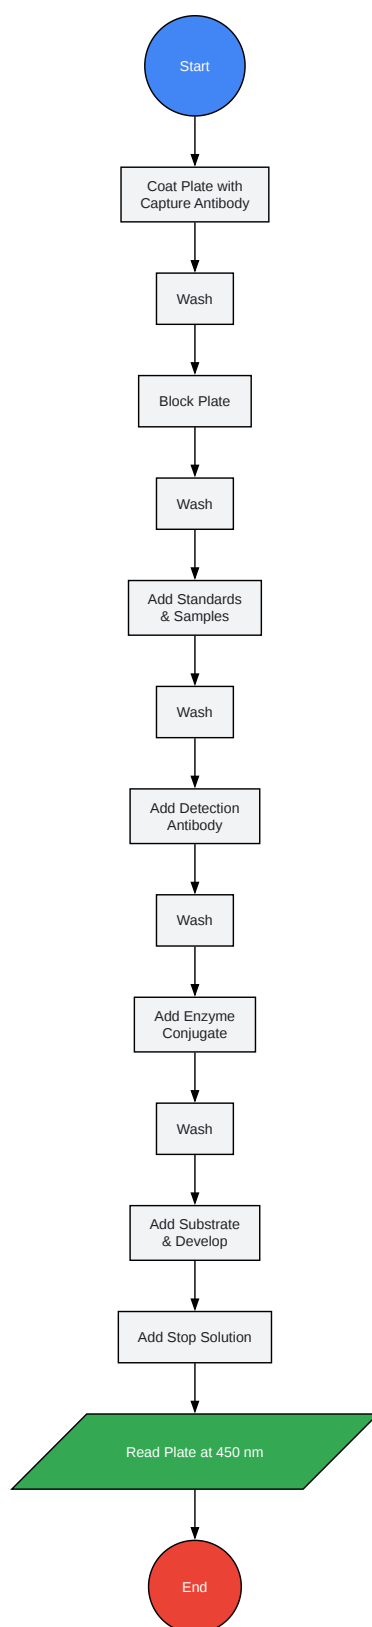 Start
Coat Plate with
Capture Antibody
Wash
Block Plate
Wash
Add Standards
& Samples
Wash
Add Detection
Antibody
Wash
Add Enzyme
Conjugate
Wash
Add Substrate
& Develop
Add Stop Solution
Read Plate at 450 nm
End